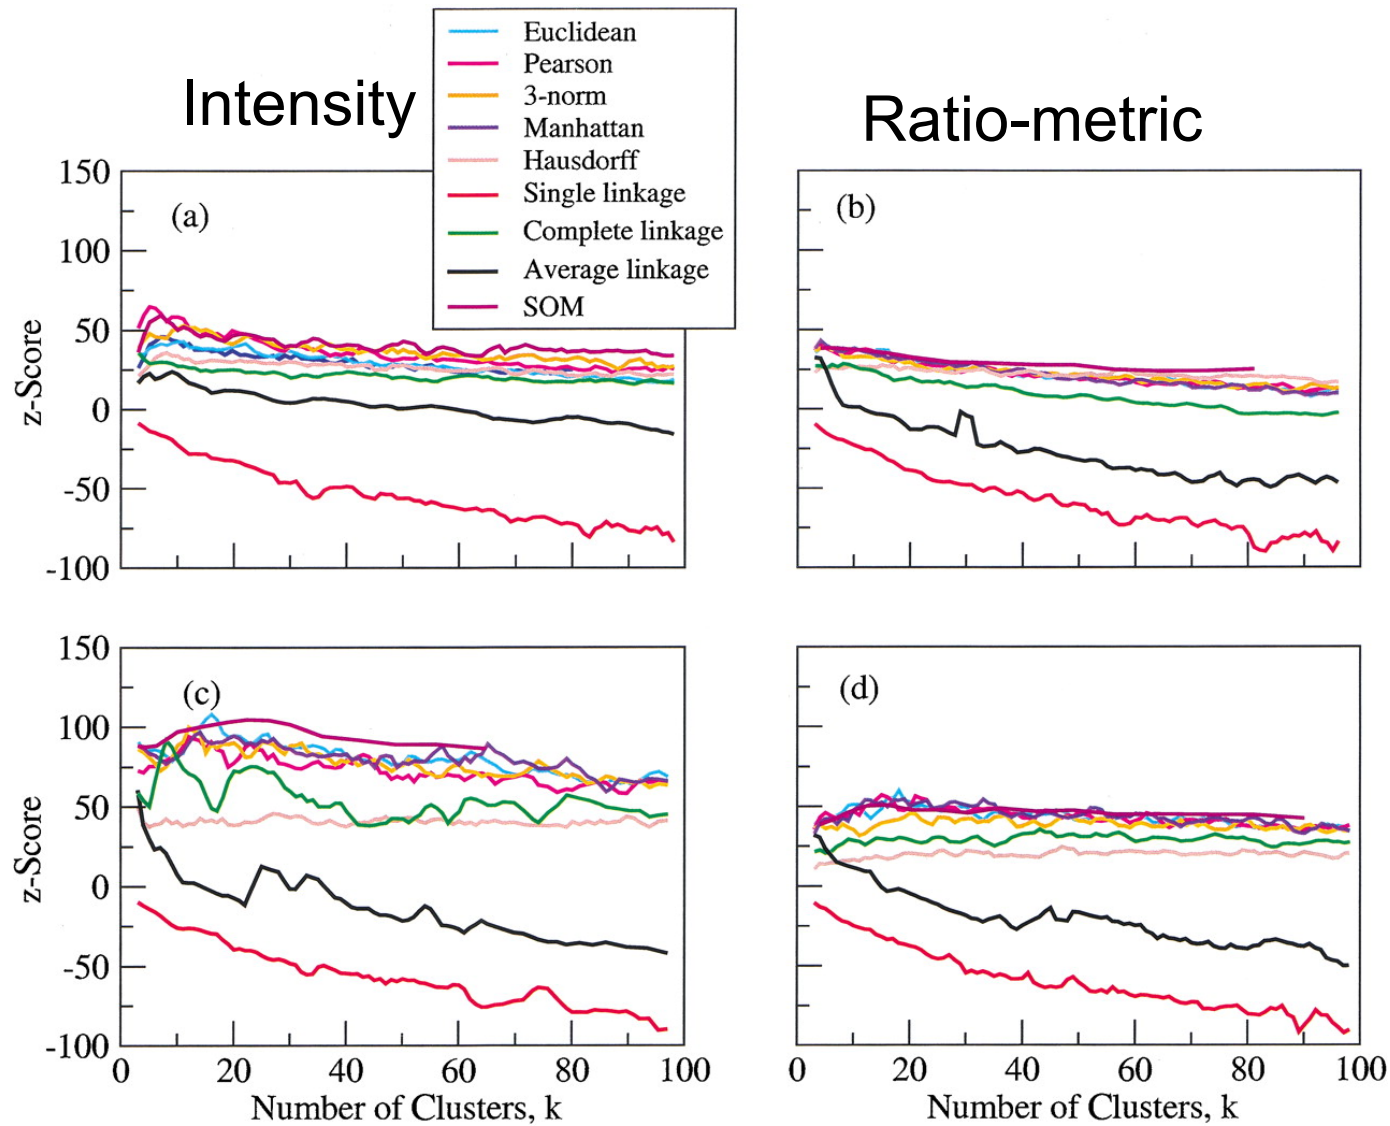 Euclidean
Pearson
3-norm
Manhattan
Hausdorff
Single linkage
Complete linkage
Average linkage
SOM
Intensity
Ratio-metric
150
100
50
0
-50
-100
z-Score
(a)
(b)
150
100
50
0
-50
-100
z-Score
(c)
(d)
0 20 40 60 80 100
0 20 40 60 80 100
Number of Clusters, k
Number of Clusters, k